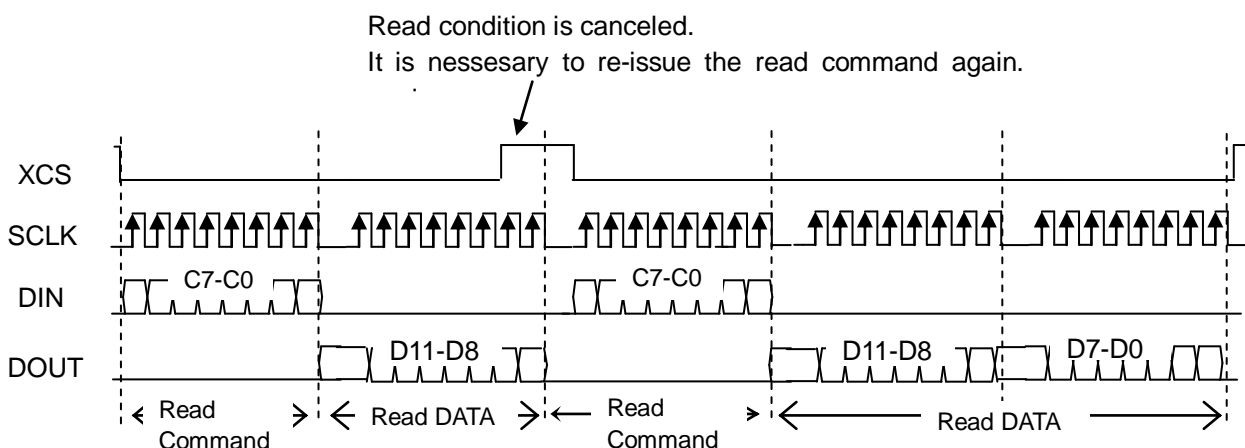 Read condition is canceled.
It is nessesary to re-issue the read command again.
XCS
SCLK
DIN
C7-C0
C7-C0
DOUT
D11-D8
D11-D8
D7-D0
Read
Command
Read DATA
Read
Command
Read DATA